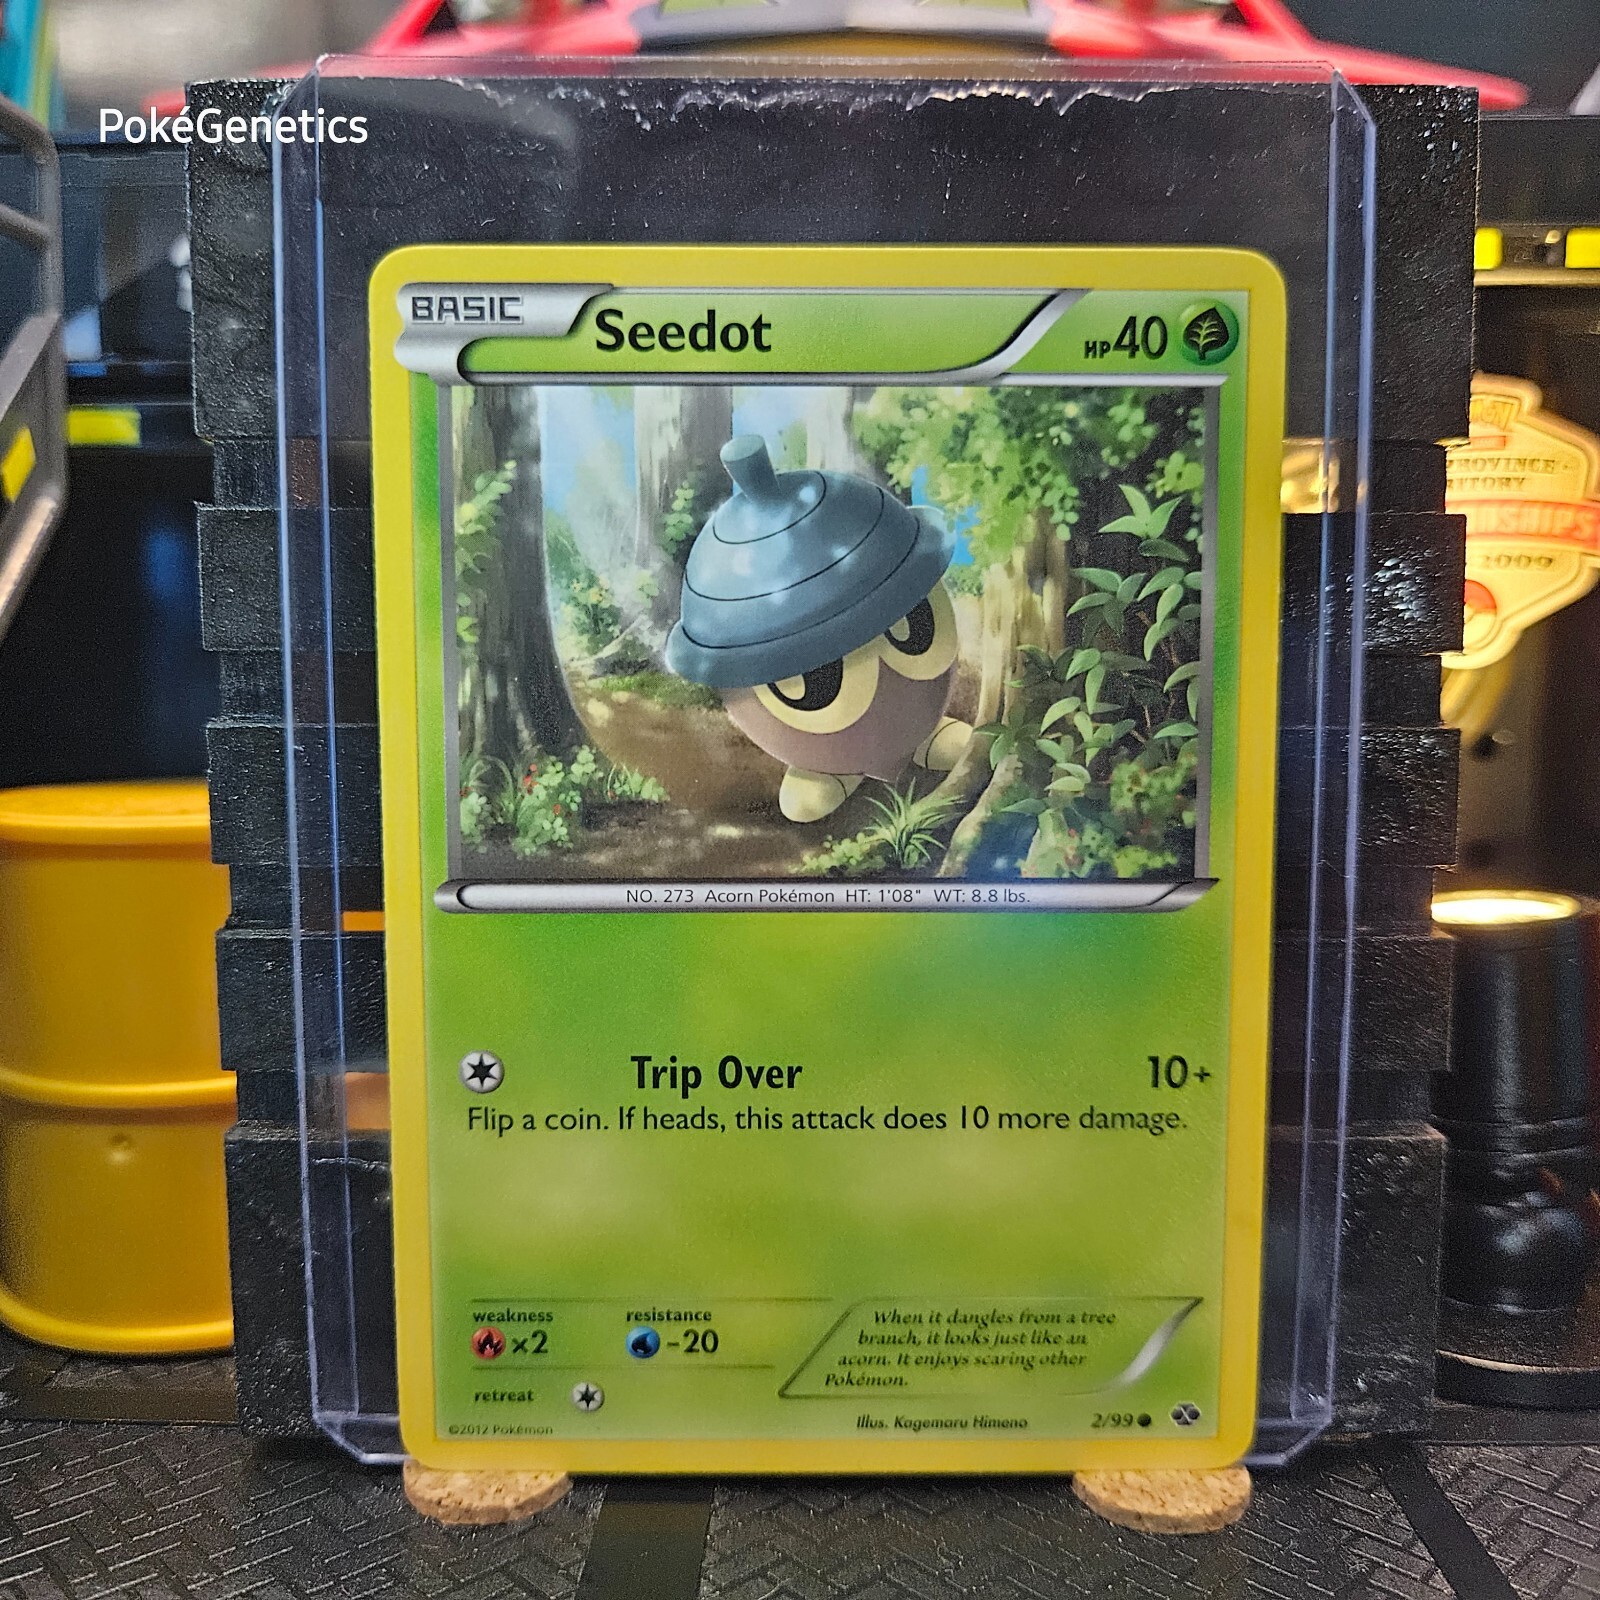 PokéGenetics
BASIC
Seedot
HP40
PROVINCE
2009
NO. 273 Acorn Pokémon HT: 1'08" WT: 8.8 lbs.
Trip Over 10+
Flip a coin. If heads, this attack does 10 more damage.
weakness resistance
×2 -20
When it dangles from a tree
branch, it looks just like an
acorn. It enjoys scaring other
Pokémon.
retreat
©2012 Pokémon
Illus. Kagemaru Himeno 2/99